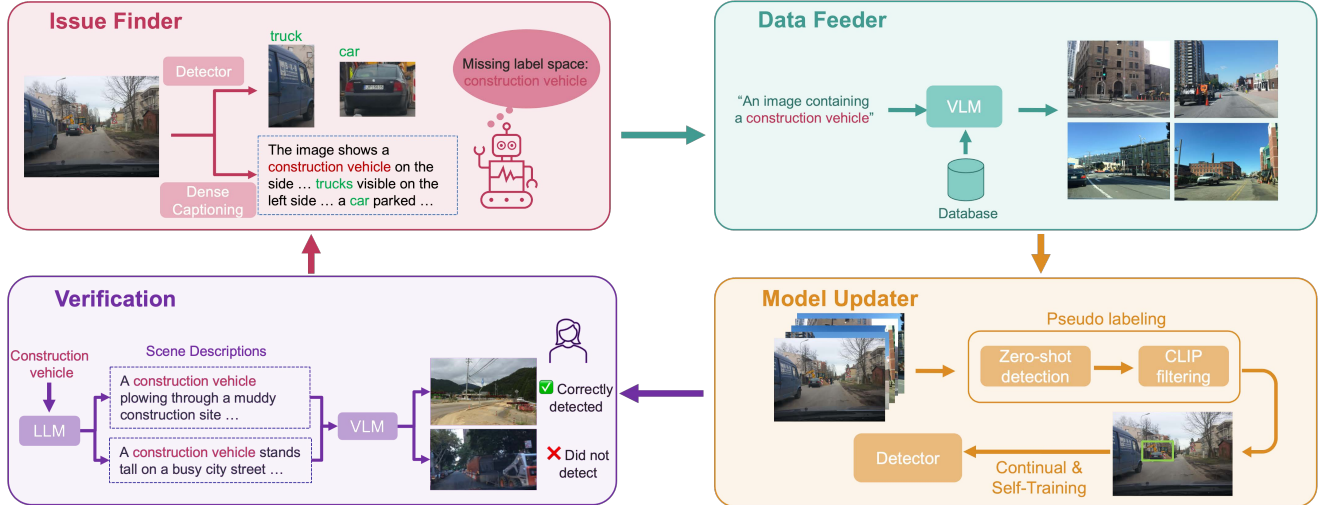 Issue Finder
truck
car
Detector
Missing label space:
construction vehicle
The image shows a
construction vehicle on the
side … trucks visible on the
left side … a car parked …
Dense
Captioning
Data Feeder
“An image containing
a construction vehicle”
VLM
Database
Verification
Construction
vehicle
Scene Descriptions
A construction vehicle
plowing through a muddy
construction site …
LLM
VLM
A construction vehicle stands
tall on a busy city street …
Correctly
detected
Did not
detect
Model Updater
Pseudo labeling
Zero-shot
detection
CLIP
filtering
Detector
Continual &
Self-Training